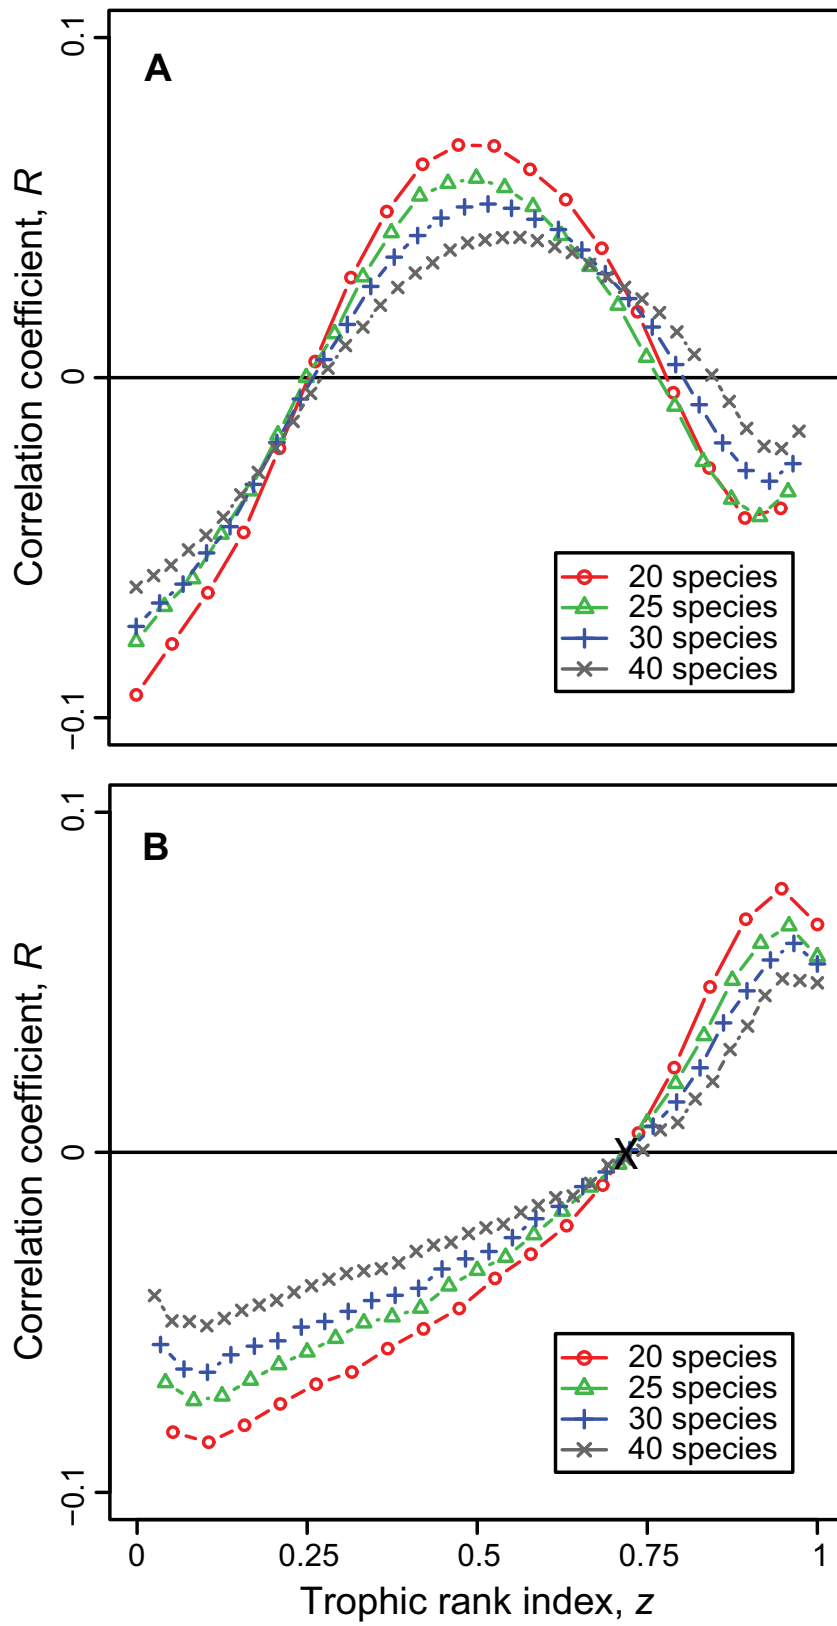 A
0.1
0
−0.1
Correlation coefficient, R
20 species
25 species
30 species
40 species
B
0.1
0
−0.1
Correlation coefficient, R
X
20 species
25 species
30 species
40 species
0 0.25 0.5 0.75 1
Trophic rank index, z